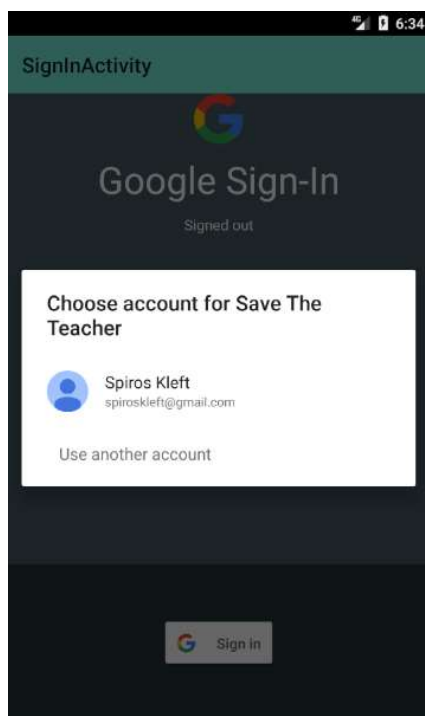 4G 6:34
SignInActivity
Google Sign-In
Signed out
Choose account for Save The
Teacher
Spiros Kleft
spiroskleft@gmail.com
Use another account
Sign in